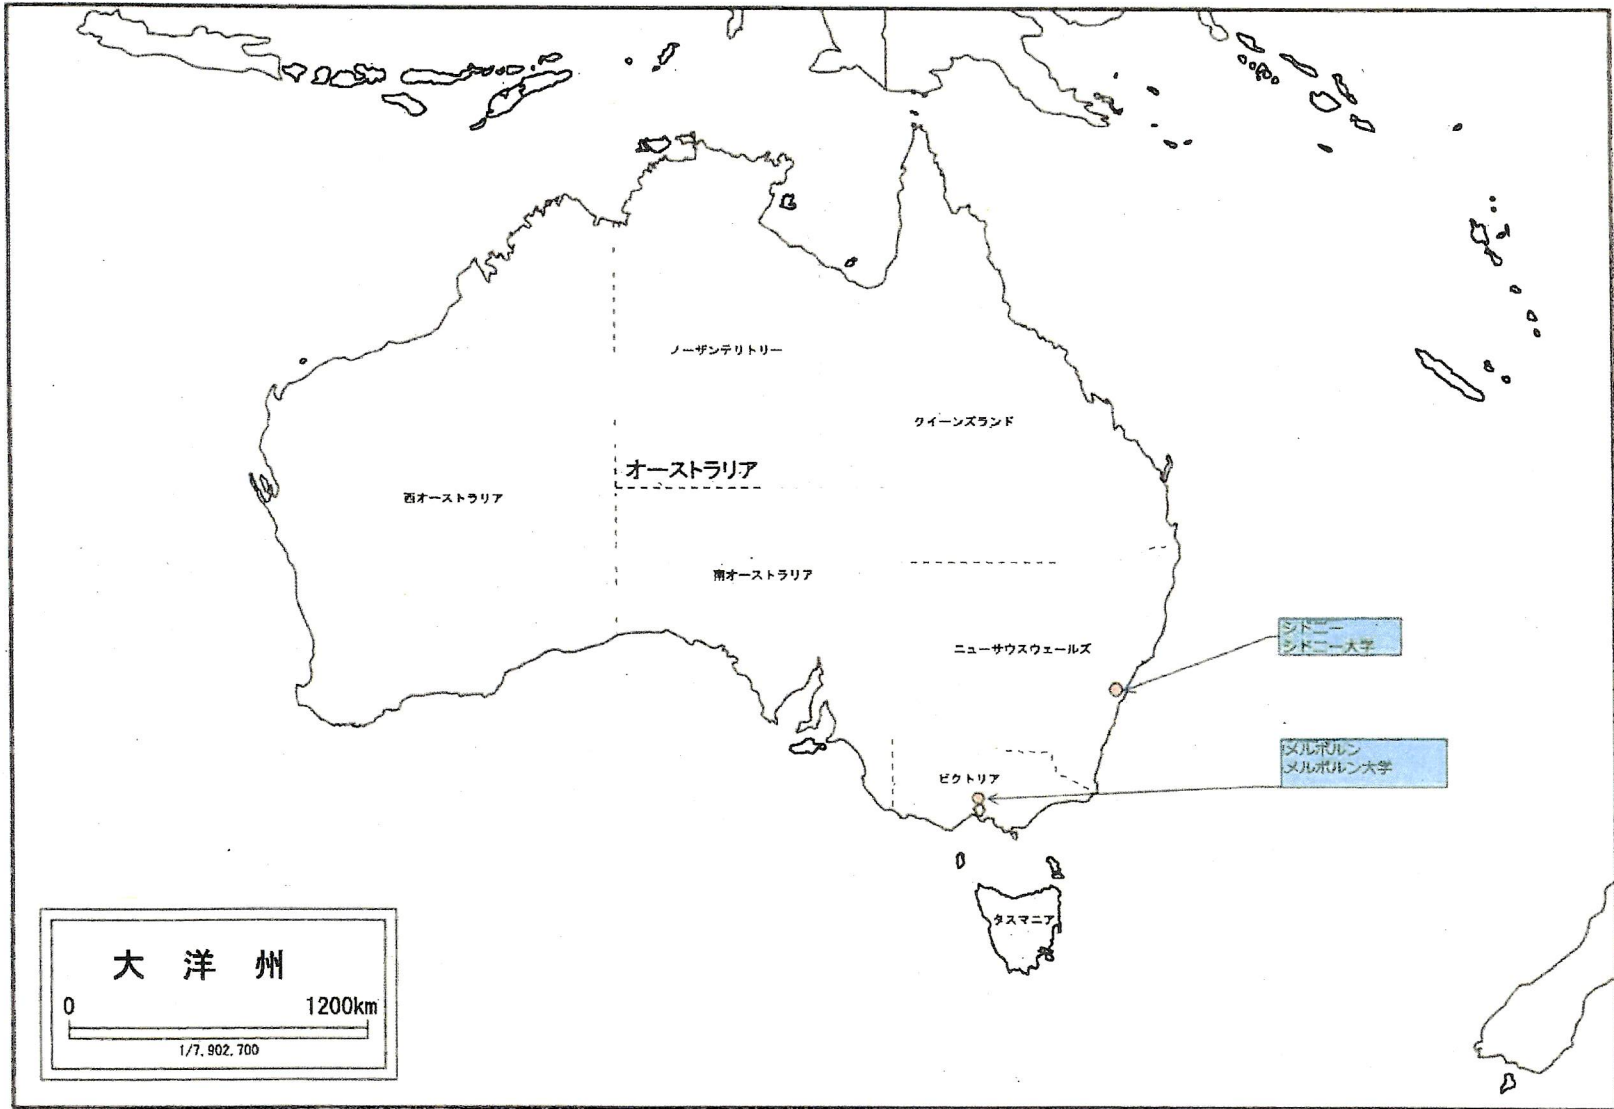 ノーザンテリトリー
クイーンズランド
オーストラリア
西オーストラリア
南オーストラリア
シドニー
シドニー大学
ニューサウスウェールズ
メルボルン
メルボルン大学
ビクトリア
タスマニア
大洋州
0 1200km
1/7,902,700